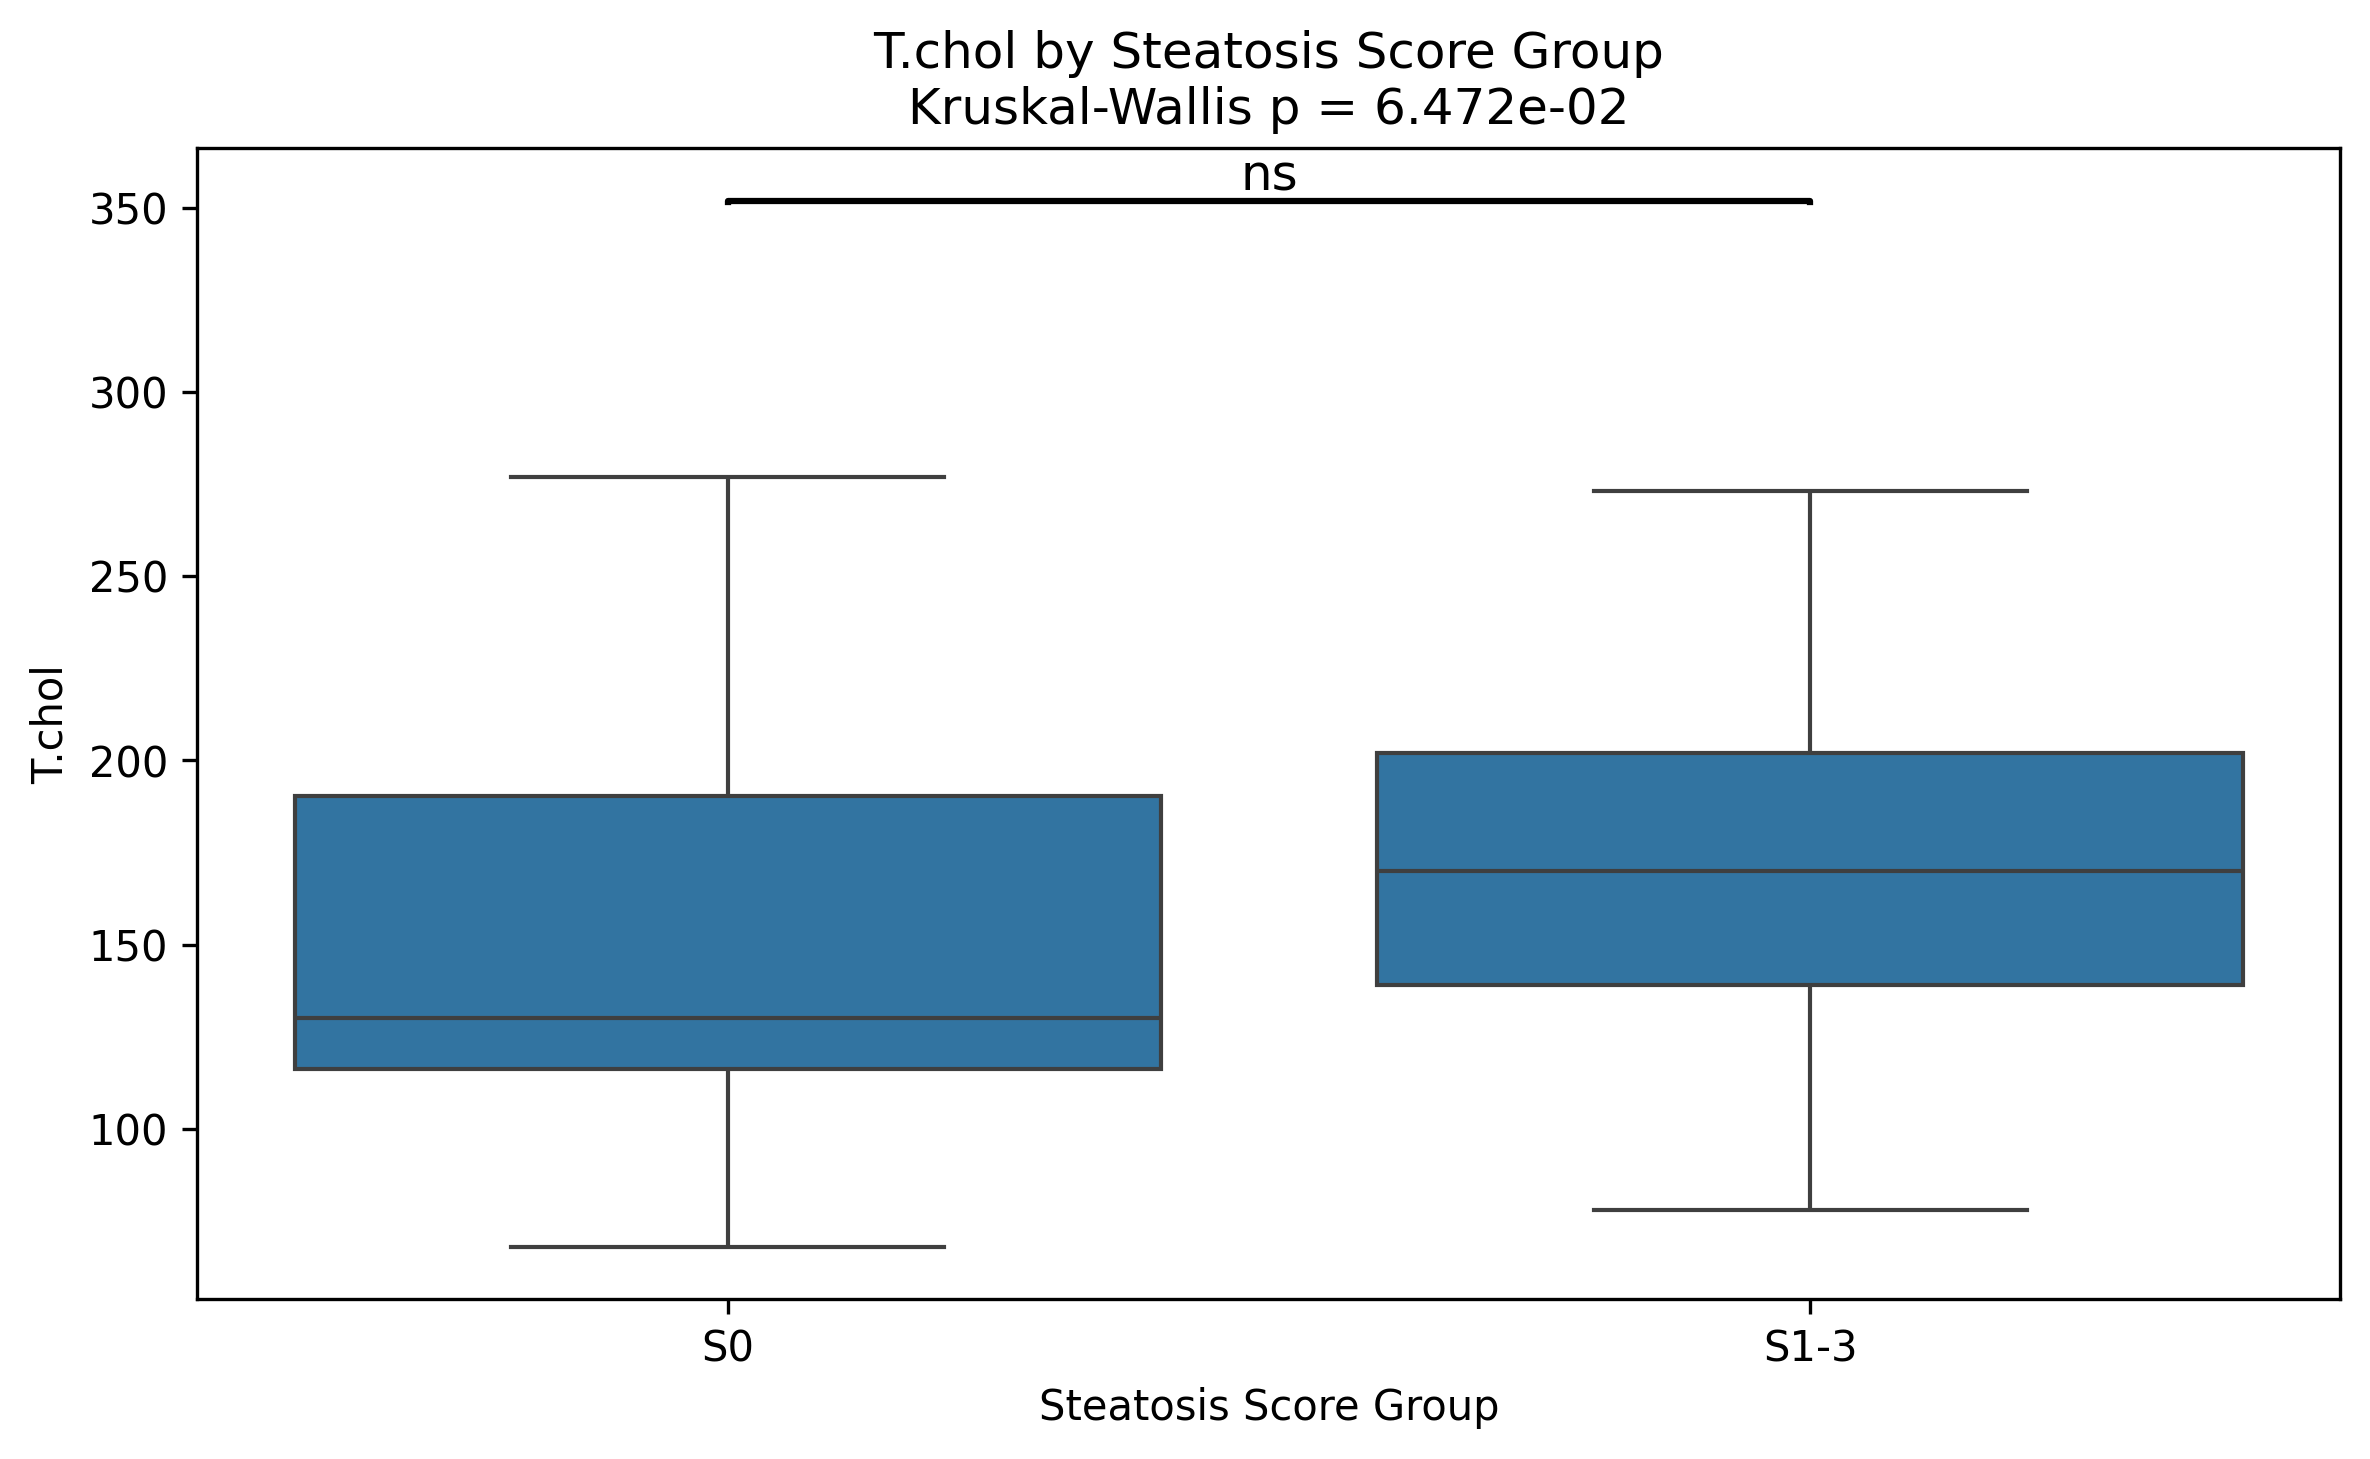 T.chol by Steatosis Score Group
Kruskal-Wallis p = 6.472e-02
ns
350
300
250
200
150
100
T.chol
S0
S1-3
Steatosis Score Group